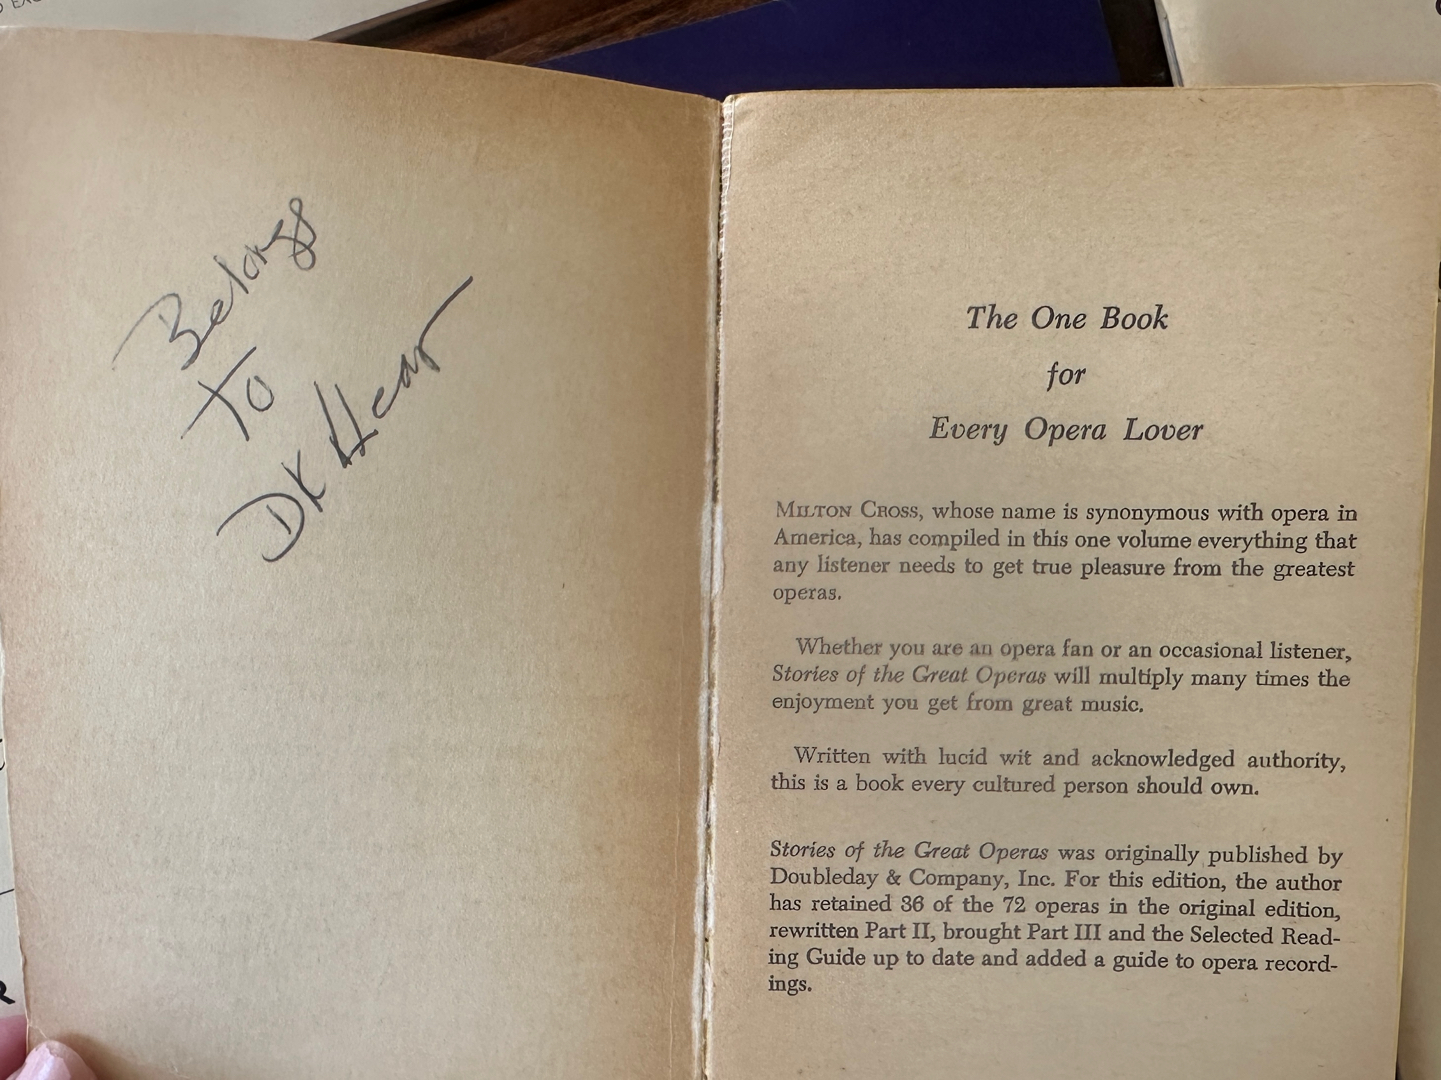 Belongs
To
DK Hear
The One Book
for
Every Opera Lover
MILTON CROSS, whose name is synonymous with opera in
America, has compiled in this one volume everything that
any listener needs to get true pleasure from the greatest
operas.
Whether you are an opera fan or an occasional listener,
Stories of the Great Operas will multiply many times the
enjoyment you get from great music.
Written with lucid wit and acknowledged authority,
this is a book every cultured person should own.
Stories of the Great Operas was originally published by
Doubleday & Company, Inc. For this edition, the author
has retained 36 of the 72 operas in the original edition,
rewritten Part II, brought Part III and the Selected Read-
ing Guide up to date and added a guide to opera record-
ings.